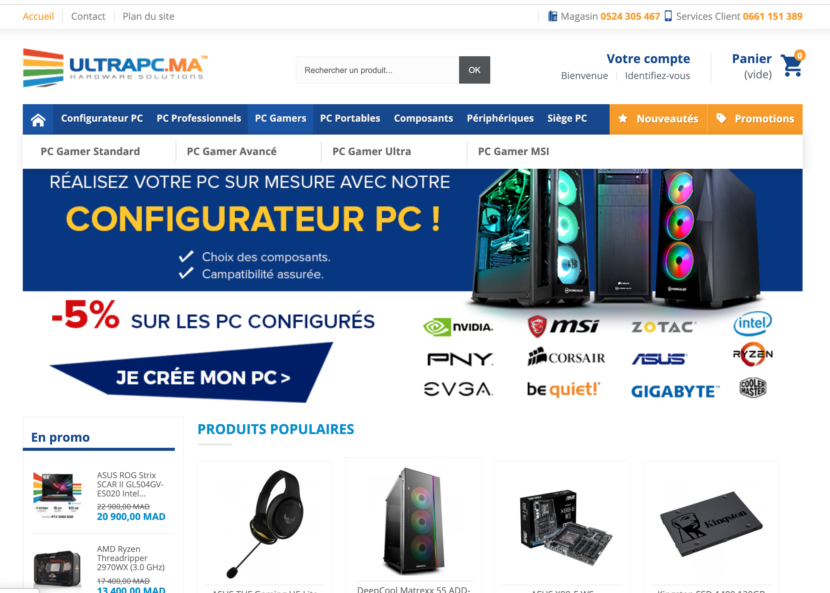 Accueil Contact Plan du site Magasin 0524 305 467 Services Client 0661 151 389
ULTRAPC.MA™
HARDWARE SOLUTIONS
Rechercher un produit... OK
Votre compte
Bienvenue Identifiez-vous
Panier 0
(vide)
Configurateur PC PC Professionnels PC Gamers PC Portables Composants Périphériques Siège PC Nouveautés Promotions
PC Gamer Standard PC Gamer Avancé PC Gamer Ultra PC Gamer MSI
RÉALISEZ VOTRE PC SUR MESURE AVEC NOTRE
CONFIGURATEUR PC !
Choix des composants.
Campatibilité assurée.
-5% SUR LES PC CONFIGURÉS
JE CRÉE MON PC >
NVIDIA. msi ZOTAC intel
PNY. CORSAIR ASUS RYZEN
EVGA. be quiet! GIGABYTE™ COOLER MASTER
En promo
ASUS ROG Strix
SCAR II GL504GV-
ES020 Intel...
22 900,00 MAD
20 900,00 MAD
AMD Ryzen
Threadripper
2970WX (3.0 GHz)
17 400,00 MAD
13 400,00 MAD
PRODUITS POPULAIRES
Kingston
DeepCool Matrexx 55 ADD-